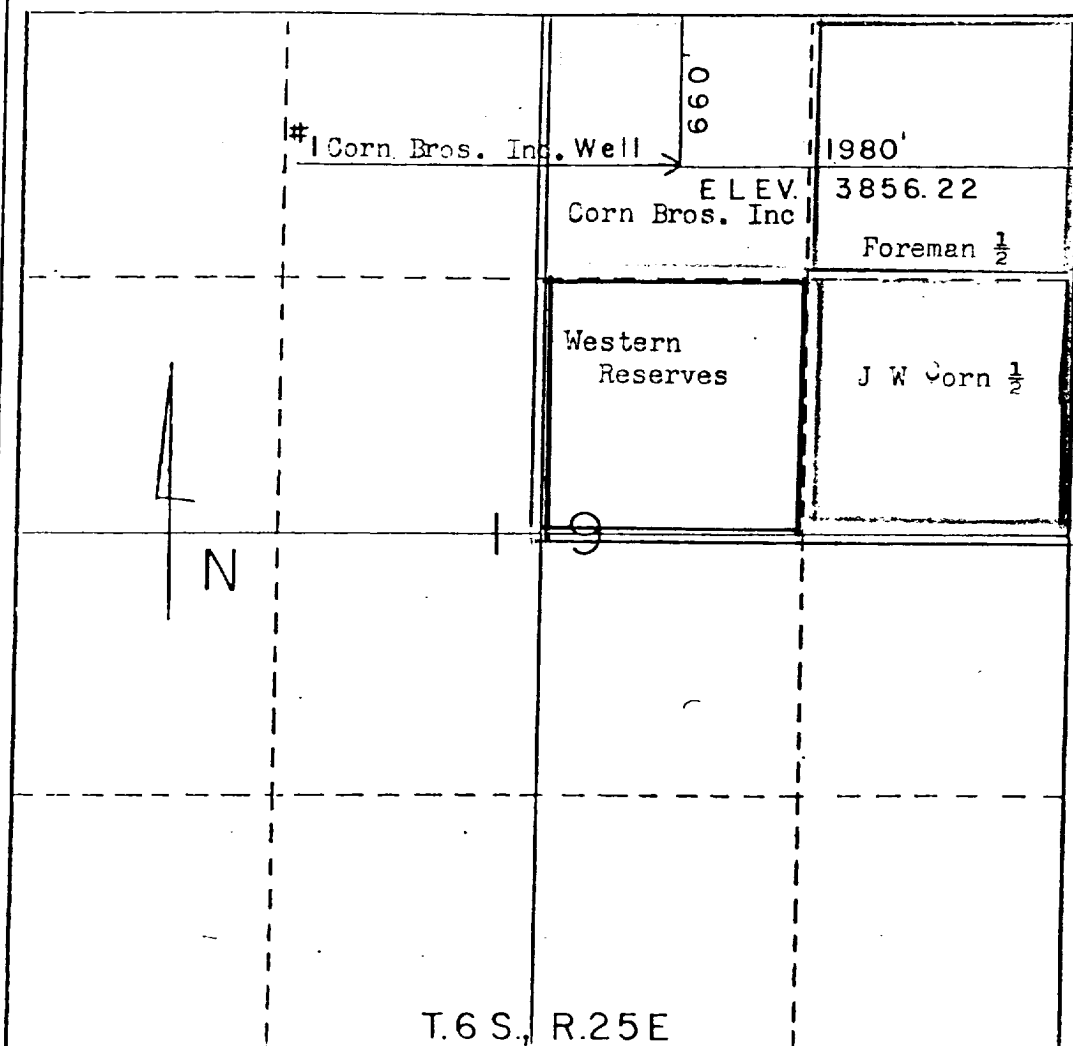 660'
#1 Corn Bros. Inc. Well
1980'
ELEV. 3856.22
Corn Bros. Inc
Foreman ½
Western
Reserves
J W Corn ½
19
N
T.6 S., R.25E